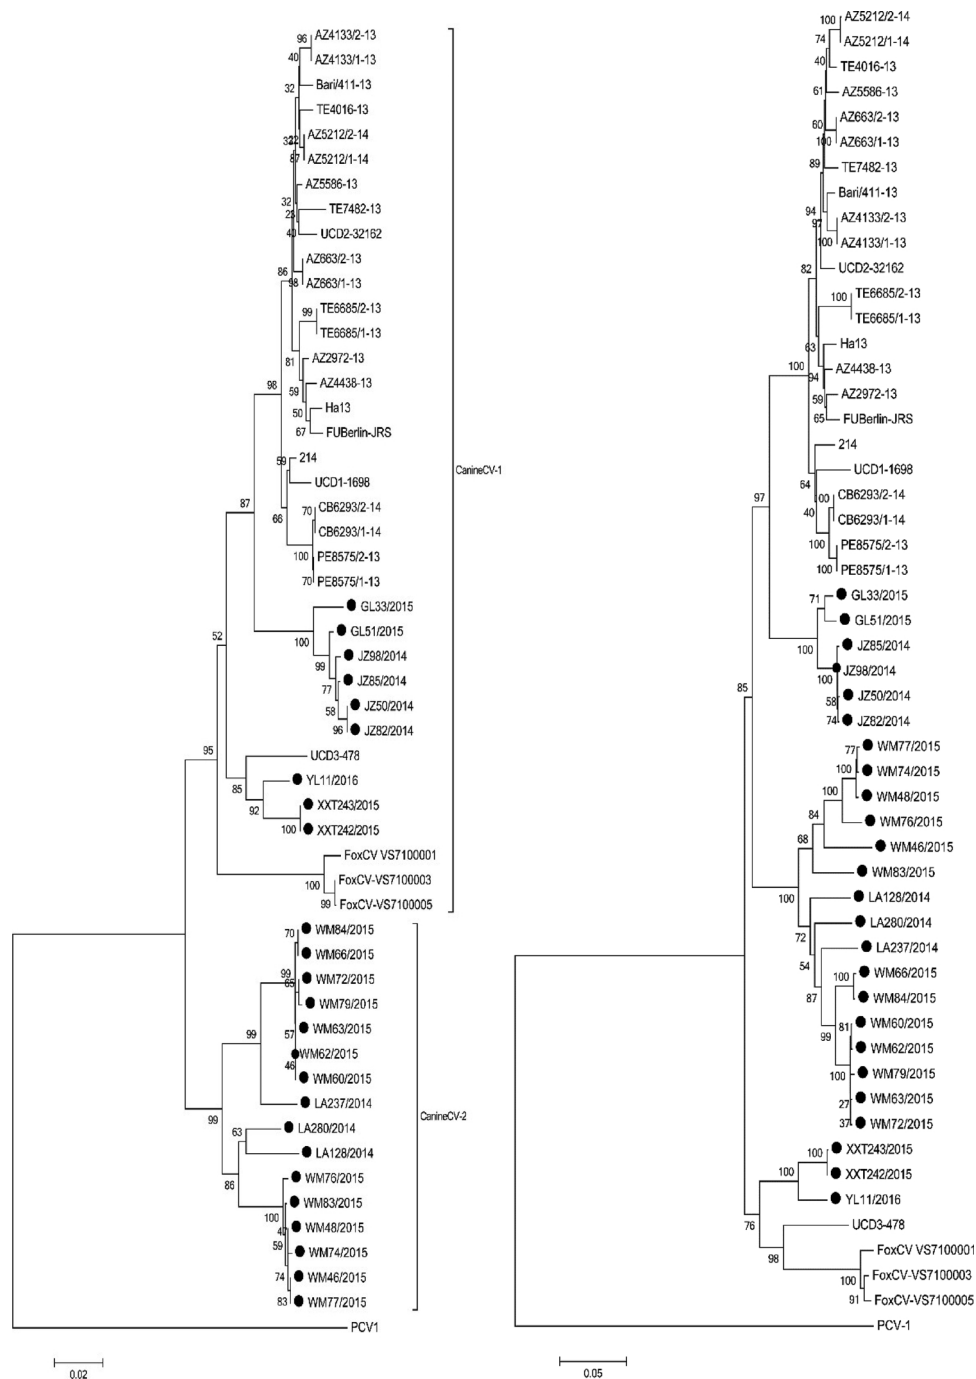 AZ4133/2-13
96
AZ4133/1-13
40
Bari/411-13
32
TE4016-13
AZ5212/2-14
AZ5212/1-14
87
AZ5586-13
32
TE7482-13
UCD2-32162
40
AZ663/2-13
86
AZ663/1-13
98
TE6685/2-13
99
TE6685/1-13
81
AZ2972-13
AZ4438-13
98
59
Ha13
50
FUBerlin-JRS
67
214
59
UCD1-1698
CanineCV-1
CB6293/2-14
87
70
66
CB6293/1-14
PE8575/2-13
100
PE8575/1-13
70
GL33/2015
GL51/2015
52
100
JZ98/2014
99
JZ85/2014
77
JZ50/2014
58
JZ82/2014
96
UCD3-478
95
YL11/2016
85
XXT243/2015
92
XXT242/2015
100
FoxCV VS7100001
FoxCV-VS7100003
100
FoxCV-VS7100005
99
WM84/2015
70
WM66/2015
WM72/2015
99
65
WM79/2015
WM63/2015
57
99
WM62/2015
46
WM60/2015
LA237/2014
CanineCV-2
99
LA280/2014
63
LA128/2014
86
WM76/2015
WM83/2015
100
WM48/2015
47
59
WM74/2015
WM46/2015
74
WM77/2015
83
PCV1
0.02
AZ5212/2-14
100
AZ5212/1-14
74
TE4016-13
40
AZ5586-13
61
AZ663/2-13
60
AZ663/1-13
100
TE7482-13
89
Bari/411-13
94
AZ4133/2-13
97
AZ4133/1-13
100
UCD2-32162
82
TE6685/2-13
100
TE6685/1-13
Ha13
63
AZ4438-13
100
94
AZ2972-13
59
FUBerlin-JRS
65
214
UCD1-1698
97
64
CB6293/2-14
CB6293/1-14
40
PE8575/2-13
100
PE8575/1-13
100
GL33/2015
71
GL51/2015
JZ85/2014
100
JZ98/2014
100
85
JZ50/2014
58
JZ82/2014
74
WM77/2015
77
WM74/2015
100
WM48/2015
100
WM76/2015
84
WM46/2015
68
WM83/2015
100
LA128/2014
LA280/2014
72
LA237/2014
54
WM66/2015
100
87
WM84/2015
WM60/2015
81
99
WM62/2015
WM79/2015
100
WM63/2015
27
WM72/2015
37
XXT243/2015
100
XXT242/2015
100
YL11/2016
76
UCD3-478
98
FoxCV VS7100001
FoxCV-VS7100003
100
FoxCV-VS7100005
91
PCV-1
0.05